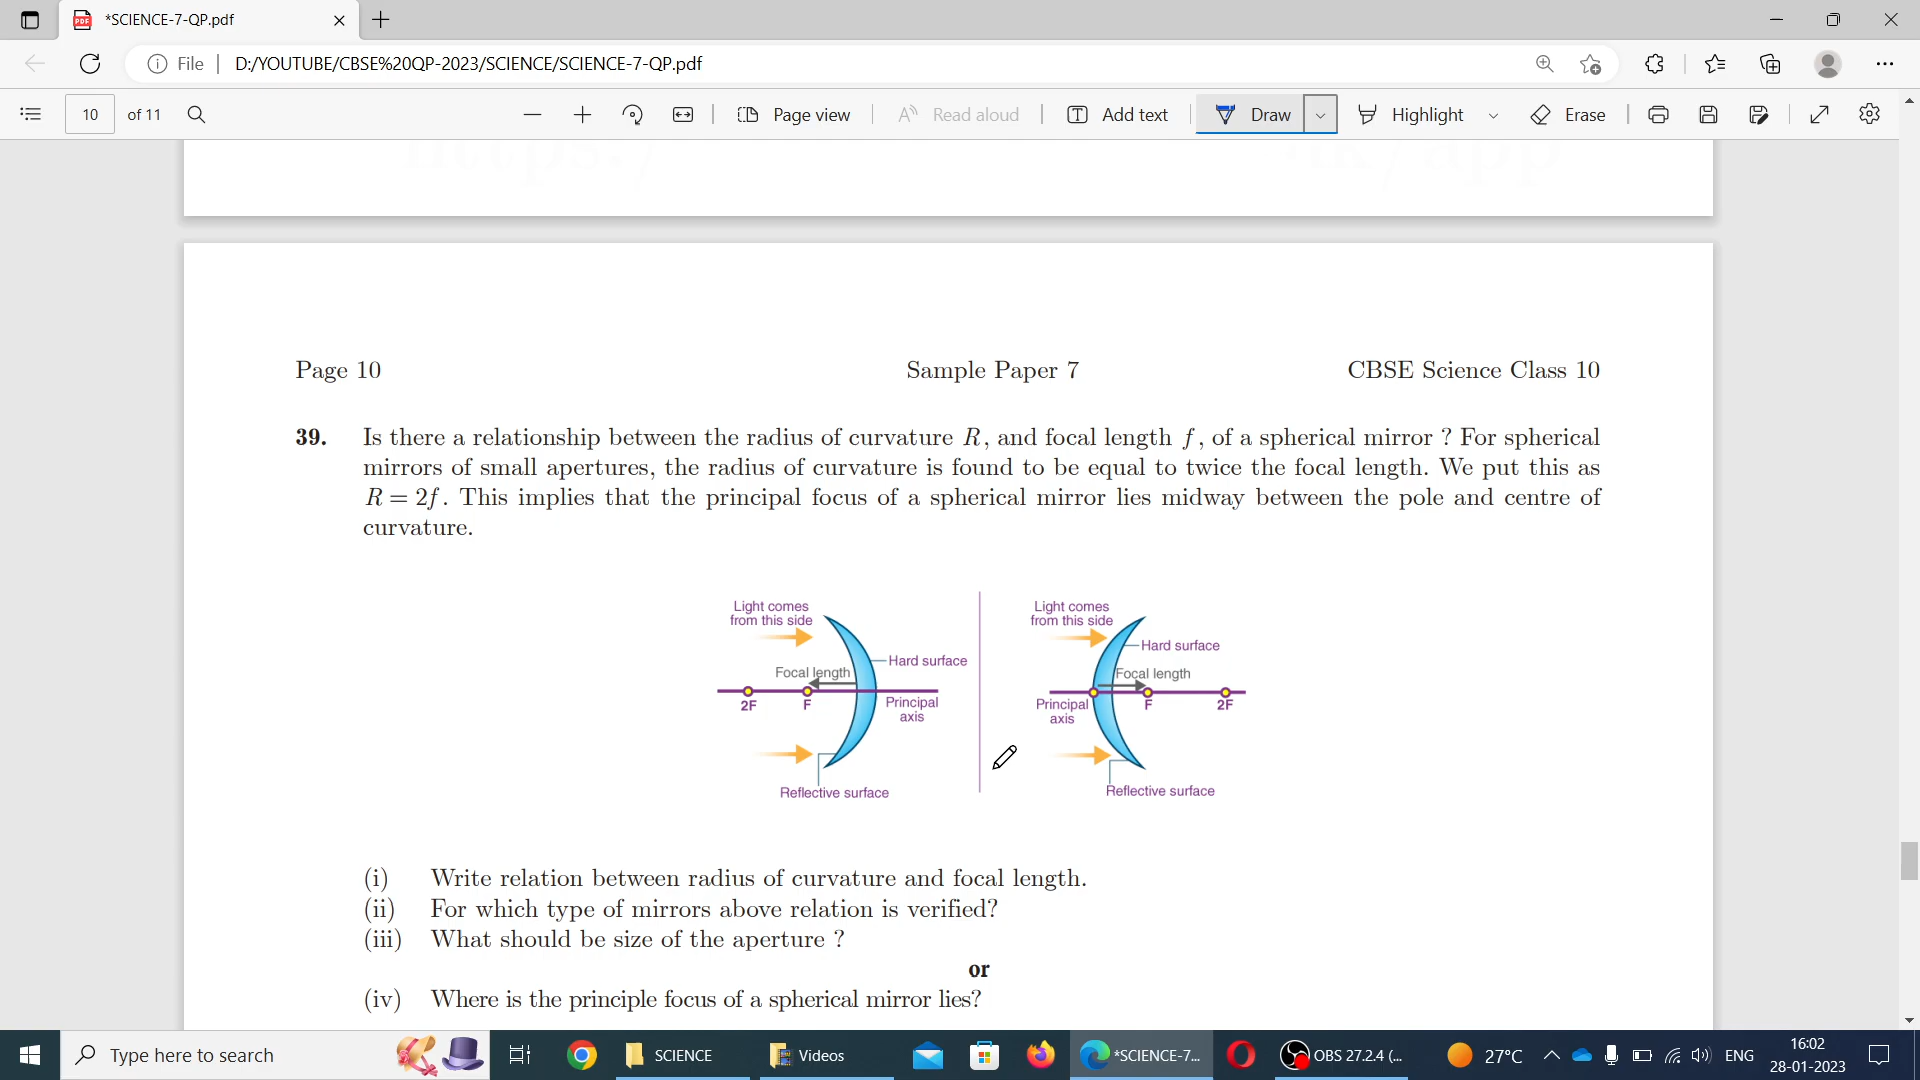 *SCIENCE-7-QP.pdf
File
D:/YOUTUBE/CBSE%20QP-2023/SCIENCE/SCIENCE-7-QP.pdf
10 of 11
Page view
Read aloud
Add text
Draw
Highlight
Erase
Page 10
Sample Paper 7
CBSE Science Class 10
39. Is there a relationship between the radius of curvature R, and focal length f, of a spherical mirror ? For spherical
mirrors of small apertures, the radius of curvature is found to be equal to twice the focal length. We put this as
R = 2f. This implies that the principal focus of a spherical mirror lies midway between the pole and centre of
curvature.
Light comes
from this side
Hard surface
Focal length
2F
F
Principal
axis
Reflective surface
Light comes
from this side
Hard surface
Focal length
Principal
axis
F
2F
Reflective surface
(i) Write relation between radius of curvature and focal length.
(ii) For which type of mirrors above relation is verified?
(iii) What should be size of the aperture ?
or
(iv) Where is the principle focus of a spherical mirror lies?
Type here to search
SCIENCE
Videos
*SCIENCE-7...
OBS 27.2.4 (...
27°C
ENG
16:02
28-01-2023